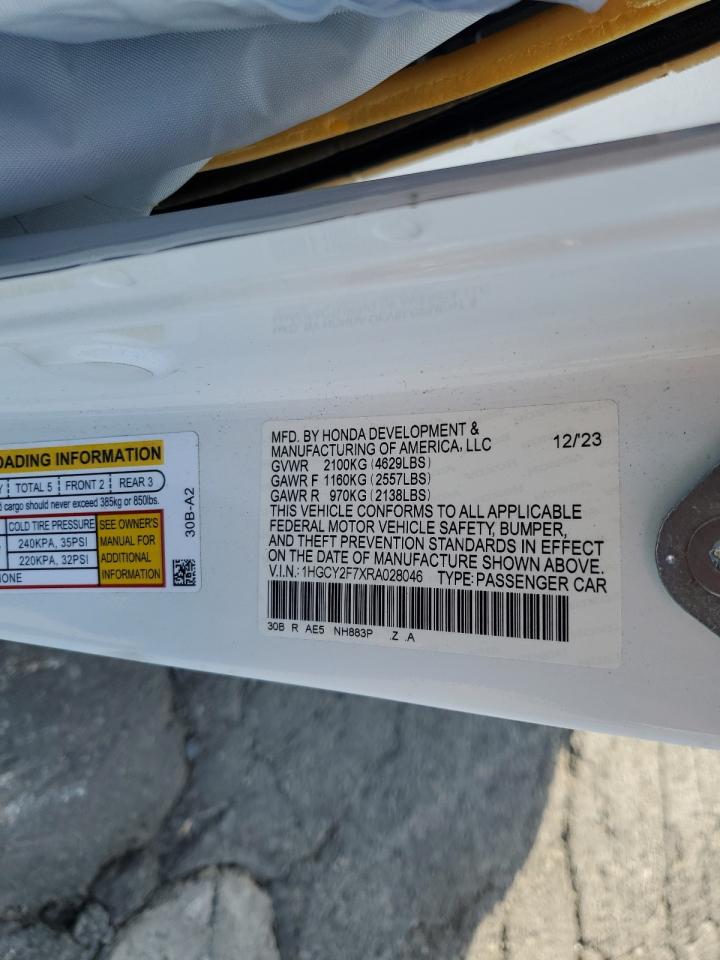 OADING INFORMATION
TOTAL 5 FRONT 2 REAR 3
cargo should never exceed 385kg or 850lbs.
COLD TIRE PRESSURE SEE OWNER'S
240KPA, 35PSI MANUAL FOR
220KPA, 32PSI ADDITIONAL
NONE INFORMATION
30B-A2
MFD. BY HONDA DEVELOPMENT &
MANUFACTURING OF AMERICA, LLC 12/'23
GVWR 2100KG (4629LBS)
GAWR F 1160KG (2557LBS)
GAWR R 970KG (2138LBS)
THIS VEHICLE CONFORMS TO ALL APPLICABLE
FEDERAL MOTOR VEHICLE SAFETY, BUMPER,
AND THEFT PREVENTION STANDARDS IN EFFECT
ON THE DATE OF MANUFACTURE SHOWN ABOVE.
V.I.N.: 1HGCY2F7XRA028046 TYPE: PASSENGER CAR
30B R AE5 NH883P .Z .A